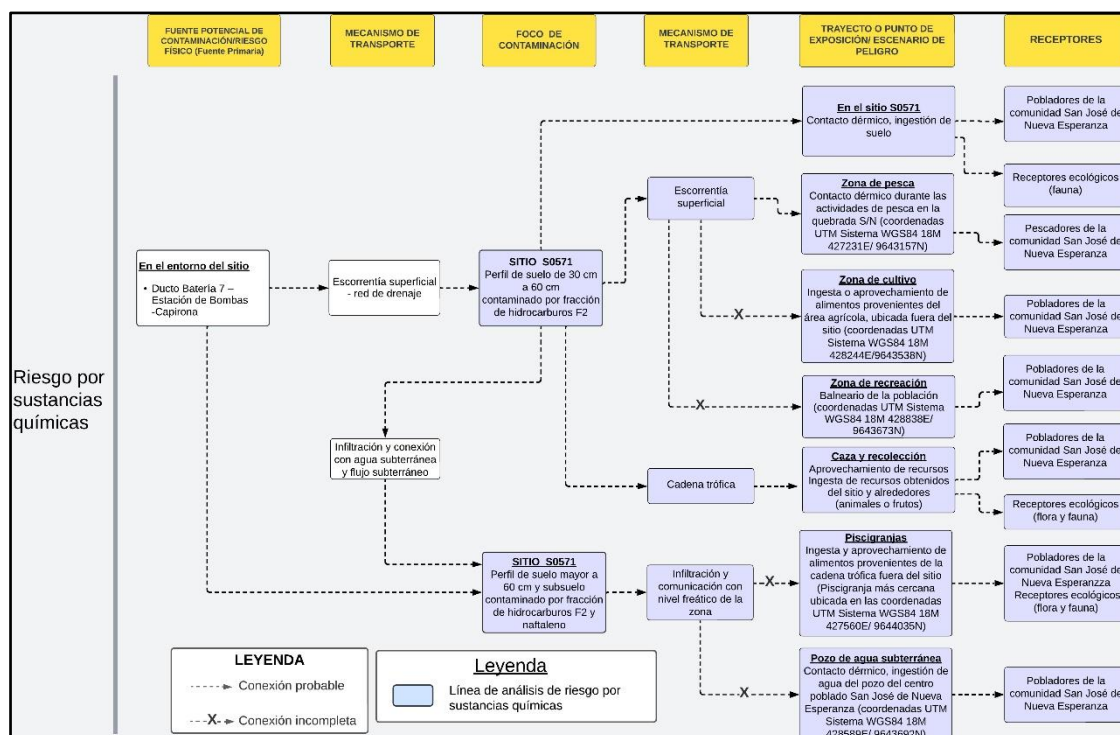 FUENTE POTENCIAL DE
CONTAMINACIÓN/RIESGO
FÍSICO (Fuente Primaria)
MECANISMO DE
TRANSPORTE
FOCO DE
CONTAMINACIÓN
MECANISMO DE
TRANSPORTE
TRAYECTO O PUNTO DE
EXPOSICIÓN/ ESCENARIO DE
PELIGRO
RECEPTORES
Riesgo por
sustancias
químicas
En el entorno del sitio
• Ducto Batería 7 –
Estación de Bombas
-Capirona
Escorrentía superficial
- red de drenaje
SITIO S0571
Perfil de suelo de 30 cm
a 60 cm
contaminado por fracción
de hidrocarburos F2
Infiltración y conexión
con agua subterránea
y flujo subterráneo
SITIO S0571
Perfil de suelo mayor a
60 cm y subsuelo
contaminado por fracción
de hidrocarburos F2 y
naftaleno
Escorrentía
superficial
Cadena trófica
Infiltración y
comunicación con
nivel freático de la
zona
X
X
X
X
En el sitio S0571
Contacto dérmico, ingestión de
suelo
Pobladores de la
comunidad San José de
Nueva Esperanza
Receptores ecológicos
(fauna)
Zona de pesca
Contacto dérmico durante las
actividades de pesca en la
quebrada S/N (coordenadas
UTM Sistema WGS84 18M
427231E/ 9643157N)
Pescadores de la
comunidad San José de
Nueva Esperanza
Zona de cultivo
Ingesta o aprovechamiento de
alimentos provenientes del
área agrícola, ubicada fuera del
sitio (coordenadas UTM
Sistema WGS84 18M
428244E/9643538N)
Pobladores de la
comunidad San José de
Nueva Esperanza
Zona de recreación
Balneario de la población
(coordenadas UTM Sistema
WGS84 18M 428838E/
9643673N)
Pobladores de la
comunidad San José de
Nueva Esperanza
Caza y recolección
Aprovechamiento de recursos
Ingesta de recursos obtenidos
del sitio y alrededores
(animales o frutos)
Pobladores de la
comunidad San José de
Nueva Esperanza
Receptores ecológicos
(flora y fauna)
Piscigranjas
Ingesta y aprovechamiento de
alimentos provenientes de la
cadena trófica fuera del sitio
(Piscigranja más cercana
ubicada en las coordenadas
UTM Sistema WGS84 18M
427560E/ 9644035N)
Pobladores de la
comunidad San José de
Nueva Esperanzza
Receptores ecológicos
(flora y fauna)
Pozo de agua subterránea
Contacto dérmico, ingestión de
agua del pozo del centro
poblado San José de Nueva
Esperanza (coordenadas UTM
Sistema WGS84 18M
428589E/ 9643692N)
Pobladores de la
comunidad San José de
Nueva Esperanza
LEYENDA
Conexión probable
X
Conexión incompleta
Leyenda
Línea de análisis de riesgo por
sustancias químicas